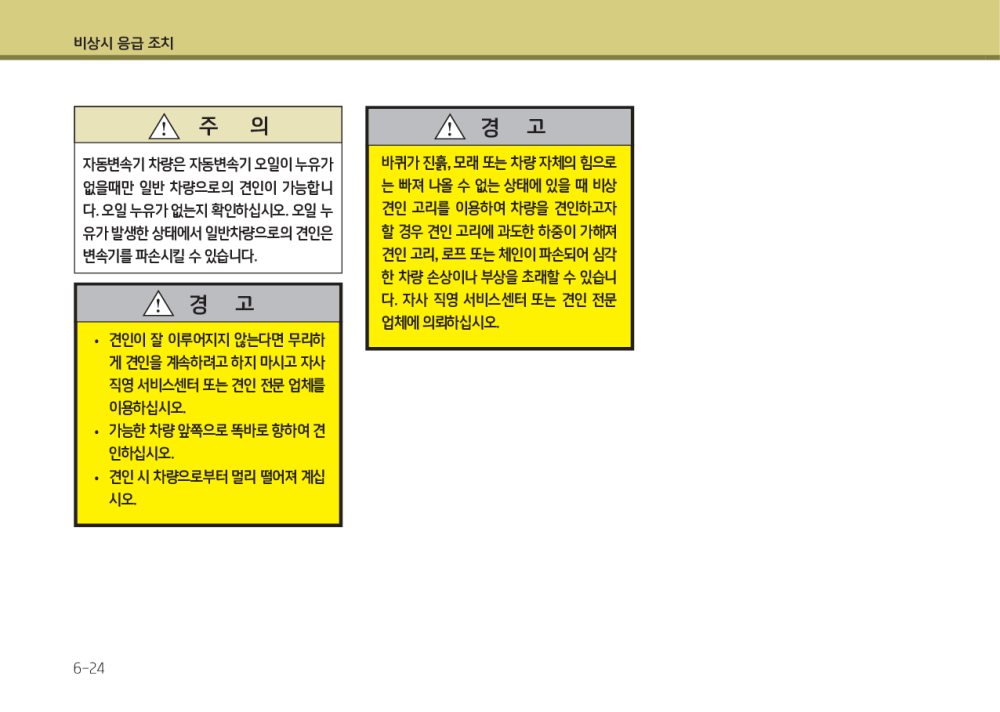 비상시 응급 조치
주 의
자동변속기 차량은 자동변속기 오일이 누유가
없을때만 일반 차량으로의 견인이 가능합니
다. 오일 누유가 없는지 확인하십시오. 오일 누
유가 발생한 상태에서 일반차량으로의 견인은
변속기를 파손시킬 수 있습니다.
경 고
• 견인이 잘 이루어지지 않는다면 무리하
게 견인을 계속하려고 하지 마시고 자사
직영 서비스센터 또는 견인 전문 업체를
이용하십시오.
• 가능한 차량 앞쪽으로 똑바로 향하여 견
인하십시오.
• 견인 시 차량으로부터 멀리 떨어져 계십
시오.
경 고
바퀴가 진흙, 모래 또는 차량 자체의 힘으로
는 빠져 나올 수 없는 상태에 있을 때 비상
견인 고리를 이용하여 차량을 견인하고자
할 경우 견인 고리에 과도한 하중이 가해져
견인 고리, 로프 또는 체인이 파손되어 심각
한 차량 손상이나 부상을 초래할 수 있습니
다. 자사 직영 서비스센터 또는 견인 전문
업체에 의뢰하십시오.
6-24